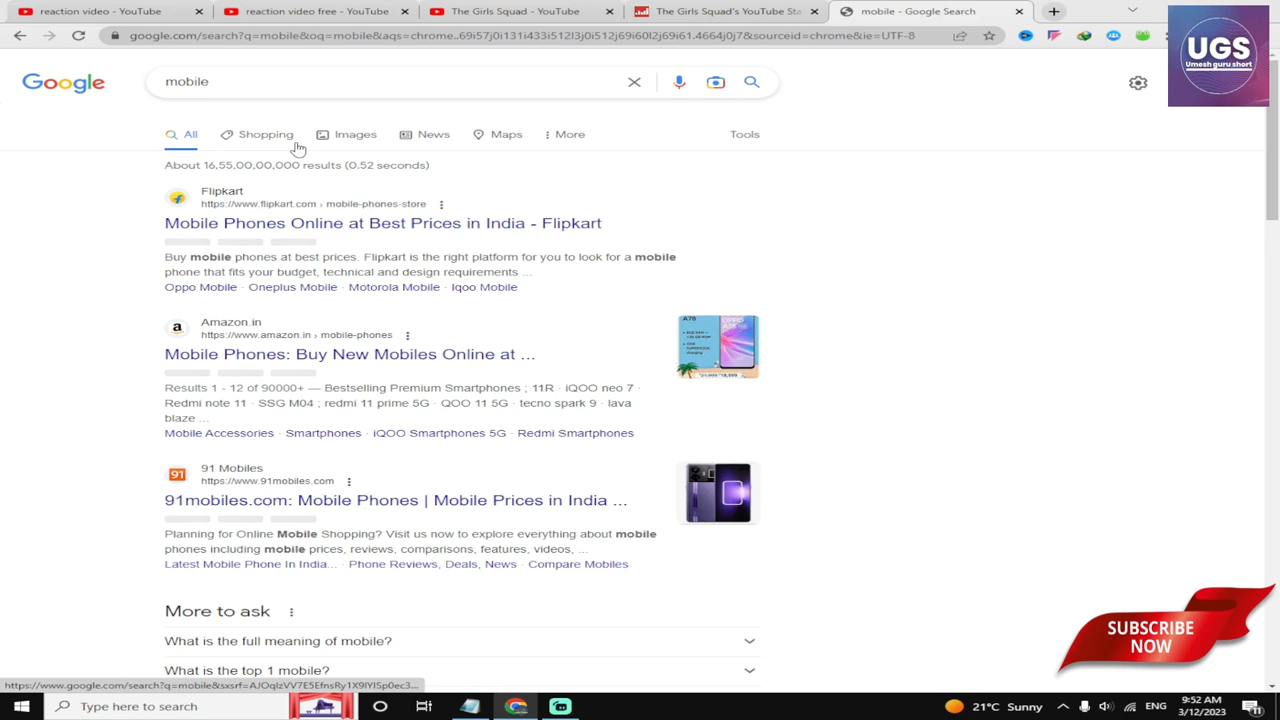 reaction video - YouTube
reaction video free - YouTube
The Girls Squad - YouTube
The Girls Squad's YouTube Sta
mobile - Google Search
google.com/search?q=mobile&oq=mobile&aqs=chrome..69i57j0i131i433i512l3j0i512j69i60l2j69i61.4664j0j7&sourceid=chrome&ie=UTF-8
UGS
Umesh guru short
Google
mobile
All
Shopping
Images
News
Maps
More
Tools
About 16,55,00,00,000 results (0.52 seconds)
Flipkart
https://www.flipkart.com › mobile-phones-store
Mobile Phones Online at Best Prices in India - Flipkart
Buy mobile phones at best prices. Flipkart is the right platform for you to look for a mobile
phone that fits your budget, technical and design requirements ...
Oppo Mobile · Oneplus Mobile · Motorola Mobile · Iqoo Mobile
Amazon.in
https://www.amazon.in › mobile-phones
Mobile Phones: Buy New Mobiles Online at ...
Results 1 - 12 of 90000+ — Bestselling Premium Smartphones ; 11R · iQOO neo 7 ·
Redmi note 11 · SSG M04 ; redmi 11 prime 5G · QOO 11 5G · tecno spark 9 · lava
blaze ...
Mobile Accessories · Smartphones · iQOO Smartphones 5G · Redmi Smartphones
A78
91
91 Mobiles
https://www.91mobiles.com
91mobiles.com: Mobile Phones | Mobile Prices in India ...
Planning for Online Mobile Shopping? Visit us now to explore everything about mobile
phones including mobile prices, reviews, comparisons, features, videos, ...
Latest Mobile Phone In India... · Phone Reviews, Deals, News · Compare Mobiles
More to ask
What is the full meaning of mobile?
What is the top 1 mobile?
SUBSCRIBE
NOW
Type here to search
21°C Sunny
ENG
9:52 AM
3/12/2023